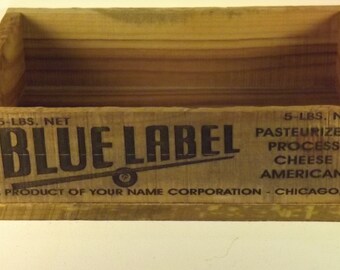 5-LBS. NET
BLUE LABEL
PRODUCT OF YOUR NAME CORPORATION - CHICAGO
5-LBS. N
PASTEURIZE
PROCESS
CHEESE
AMERICAN